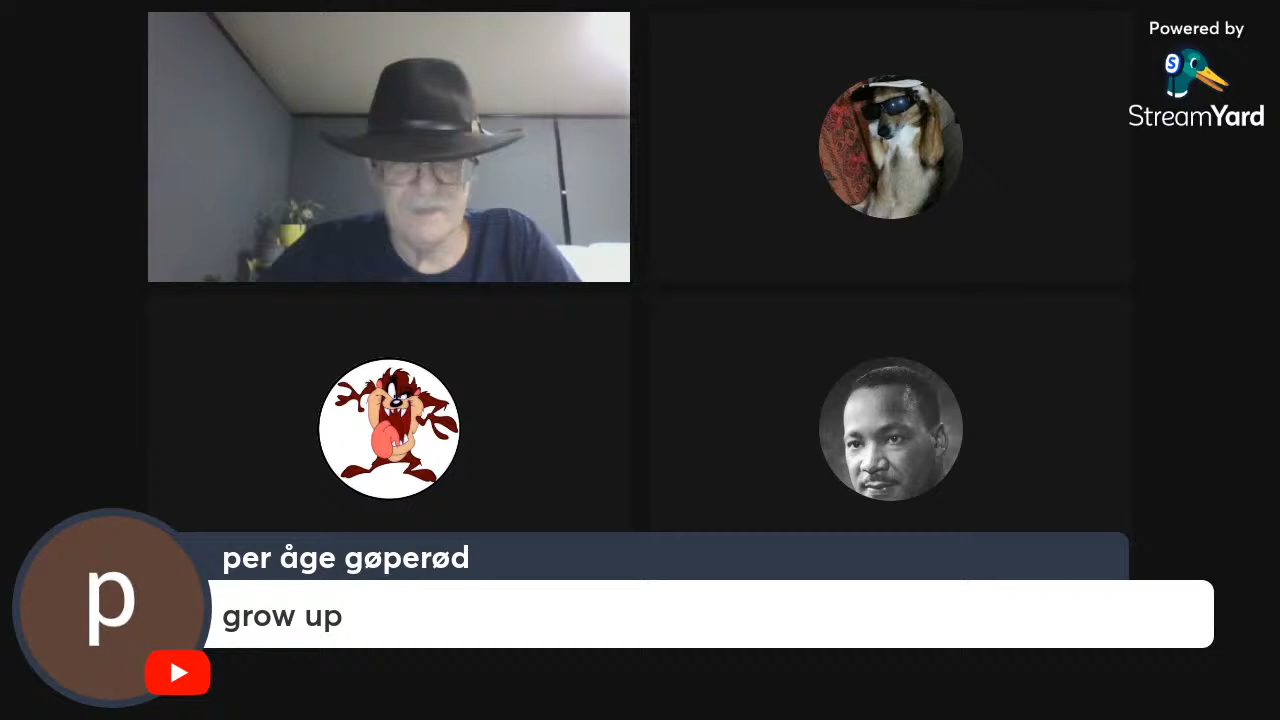 Powered by
S
StreamYard
p
per åge gøperød
grow up